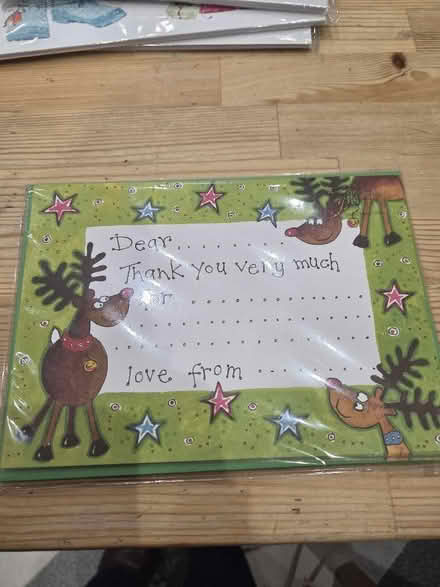 Dear..........
Thank you very much
for ....................
........................
........................
love from ............